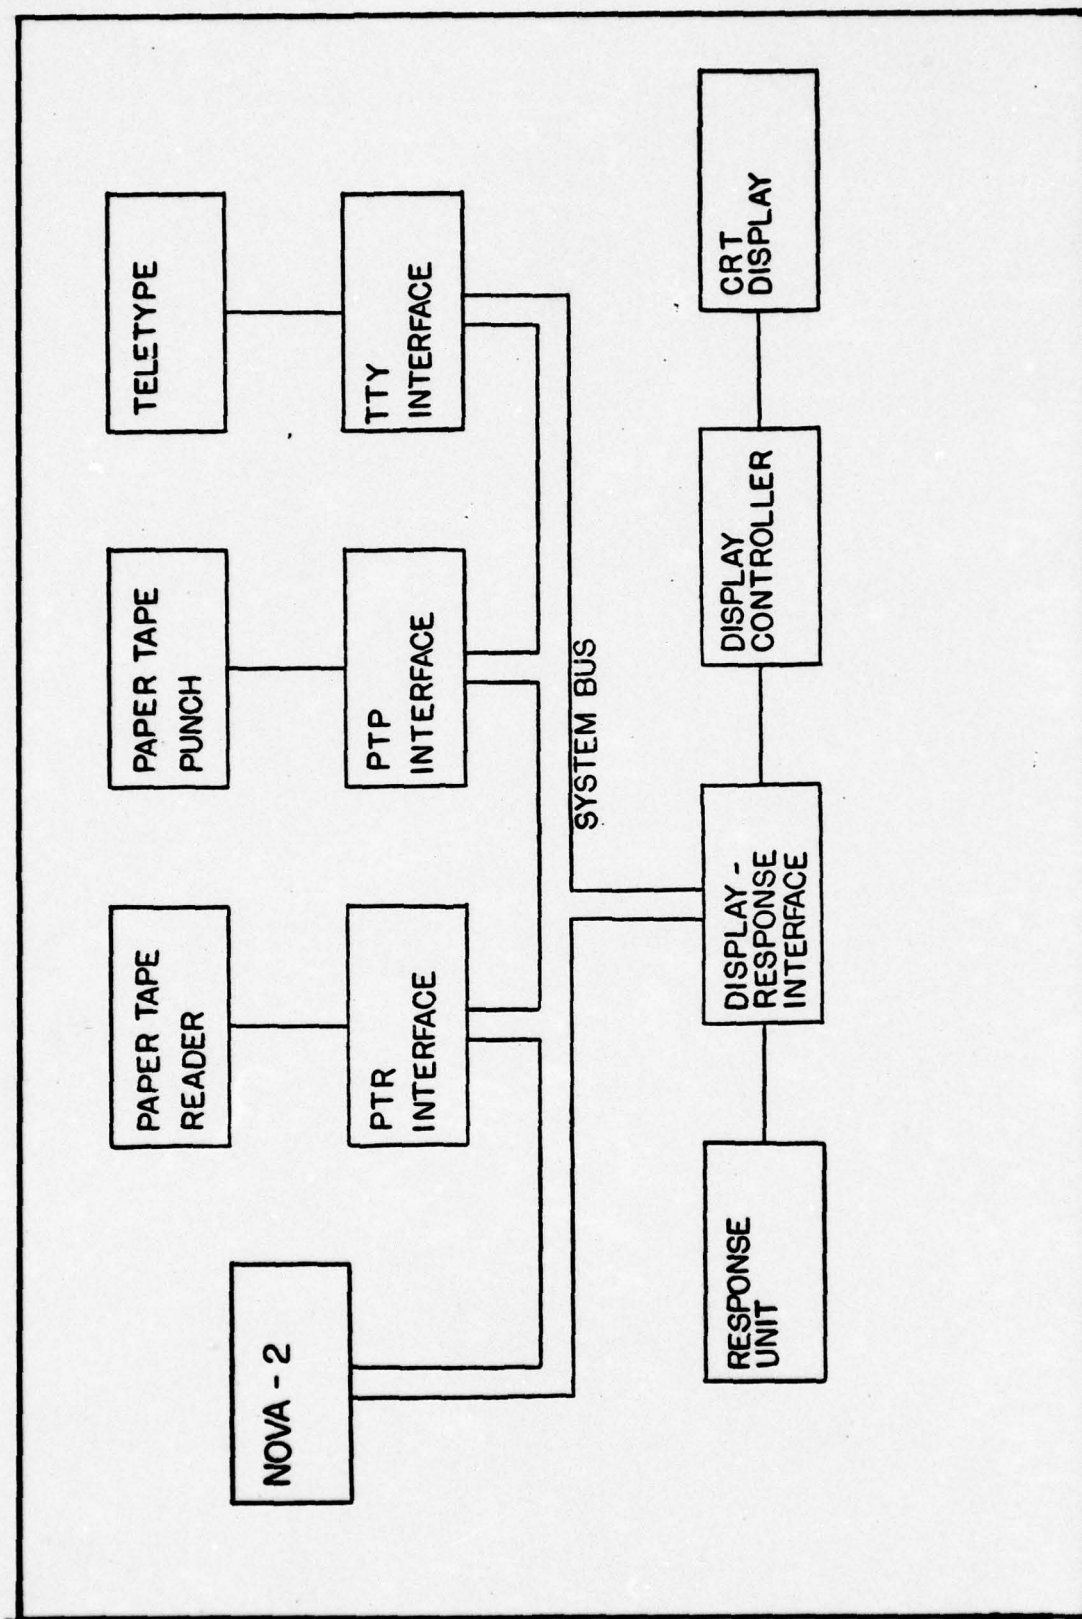 NOVA - 2
PAPER TAPE
READER
PAPER TAPE
PUNCH
TELETYPE
PTR
INTERFACE
PTP
INTERFACE
TTY
INTERFACE
SYSTEM BUS
RESPONSE
UNIT
DISPLAY -
RESPONSE
INTERFACE
DISPLAY
CONTROLLER
CRT
DISPLAY